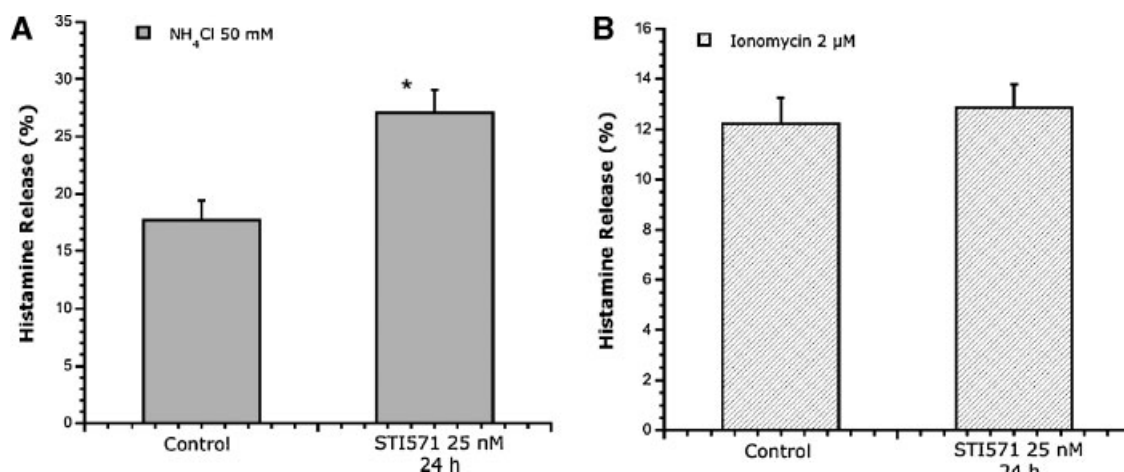 A
NH4Cl 50 mM
Histamine Release (%)
35
30
25
20
15
10
5
0
*
Control
STI571 25 nM
24 h
B
Ionomycin 2 µM
Histamine Release (%)
16
14
12
10
8
6
4
2
0
Control
STI571 25 nM
24 h